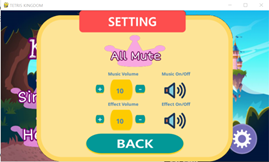 SETTING
All Mute
Music Volume Music On/Off
+ 10 -
Effect Volume Effect On/Off
+ 10 -
BACK